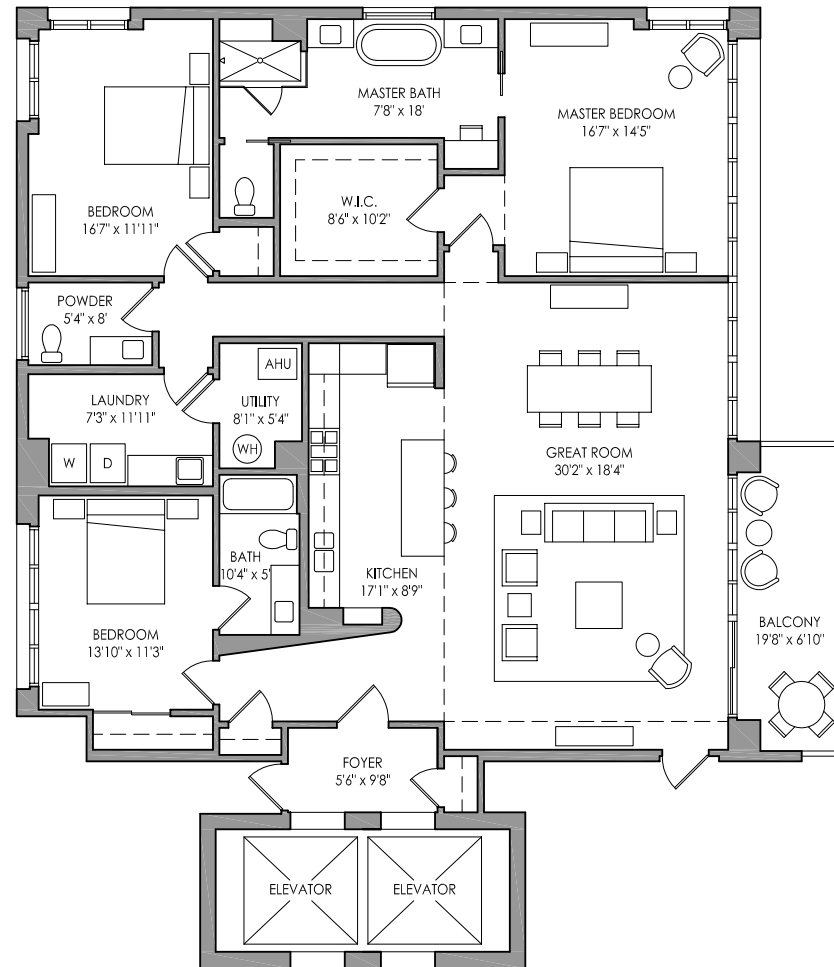 MASTER BATH
7'8" x 18'
MASTER BEDROOM
16'7" x 14'5"
BEDROOM
16'7" x 11'11"
W.I.C.
8'6" x 10'2"
POWDER
5'4" x 8'
LAUNDRY
7'3" x 11'11"
W
D
AHU
UTILITY
8'1" x 5'4"
WH
GREAT ROOM
30'2" x 18'4"
BATH
10'4" x 5'
KITCHEN
17'1" x 8'9"
BEDROOM
13'10" x 11'3"
BALCONY
19'8" x 6'10"
FOYER
5'6" x 9'8"
ELEVATOR
ELEVATOR